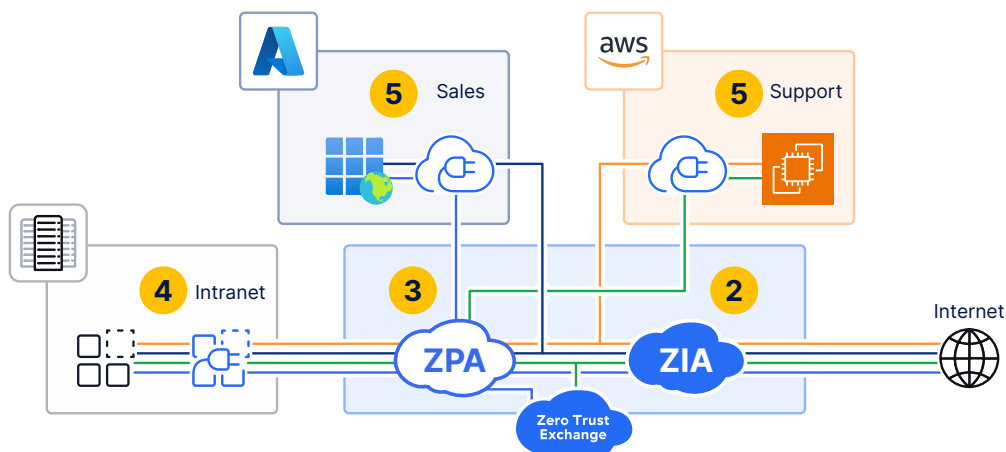 aws
5
Sales
5
Support
4
Intranet
3
2
Internet
ZPA
ZIA
Zero Trust
Exchange